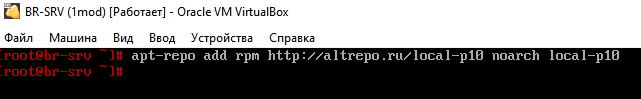 BR-SRV (1mod) [Работает] - Oracle VM VirtualBox
Файл Машина Вид Ввод Устройства Справка
[root@br-srv ~]# apt-repo add rpm http://altrepo.ru/local-p10 noarch local-p10
[root@br-srv ~]#